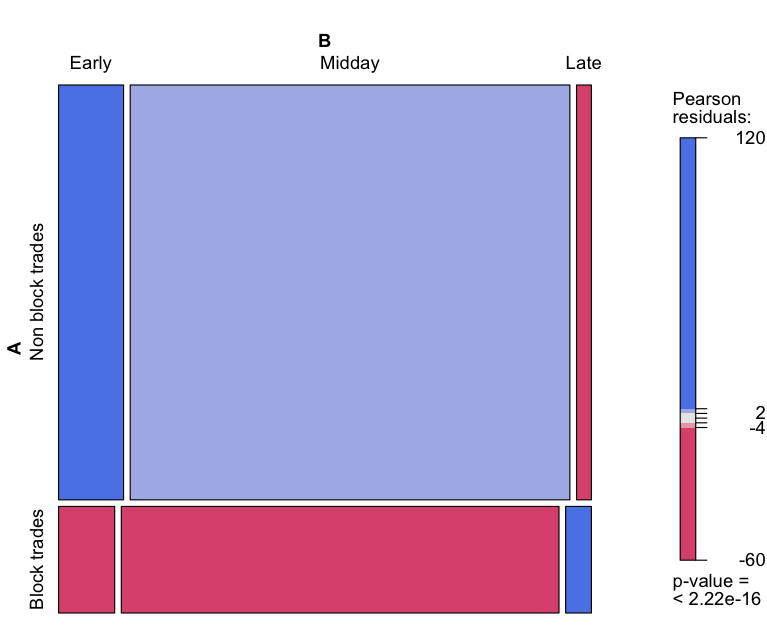 B
Early Midday Late
A
Non block trades
Block trades
Pearson
residuals:
120
2
-4
-60
p-value =
< 2.22e-16